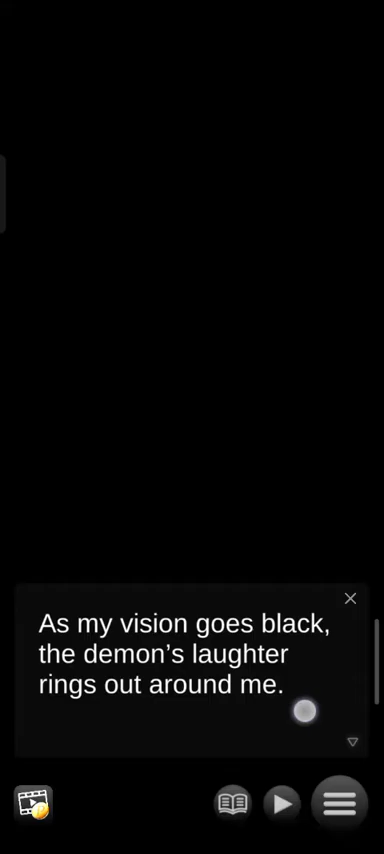 As my vision goes black,
the demon’s laughter
rings out around me.